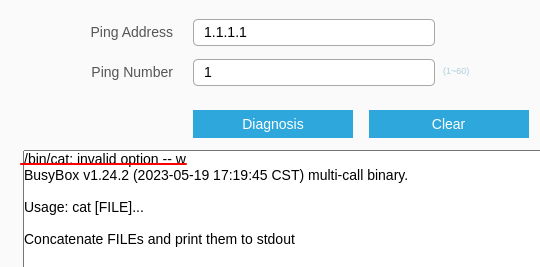 Ping Address 1.1.1.1
Ping Number 1 (1~60)
Diagnosis Clear
/bin/cat: invalid option -- w
BusyBox v1.24.2 (2023-05-19 17:19:45 CST) multi-call binary.
Usage: cat [FILE]...
Concatenate FILEs and print them to stdout